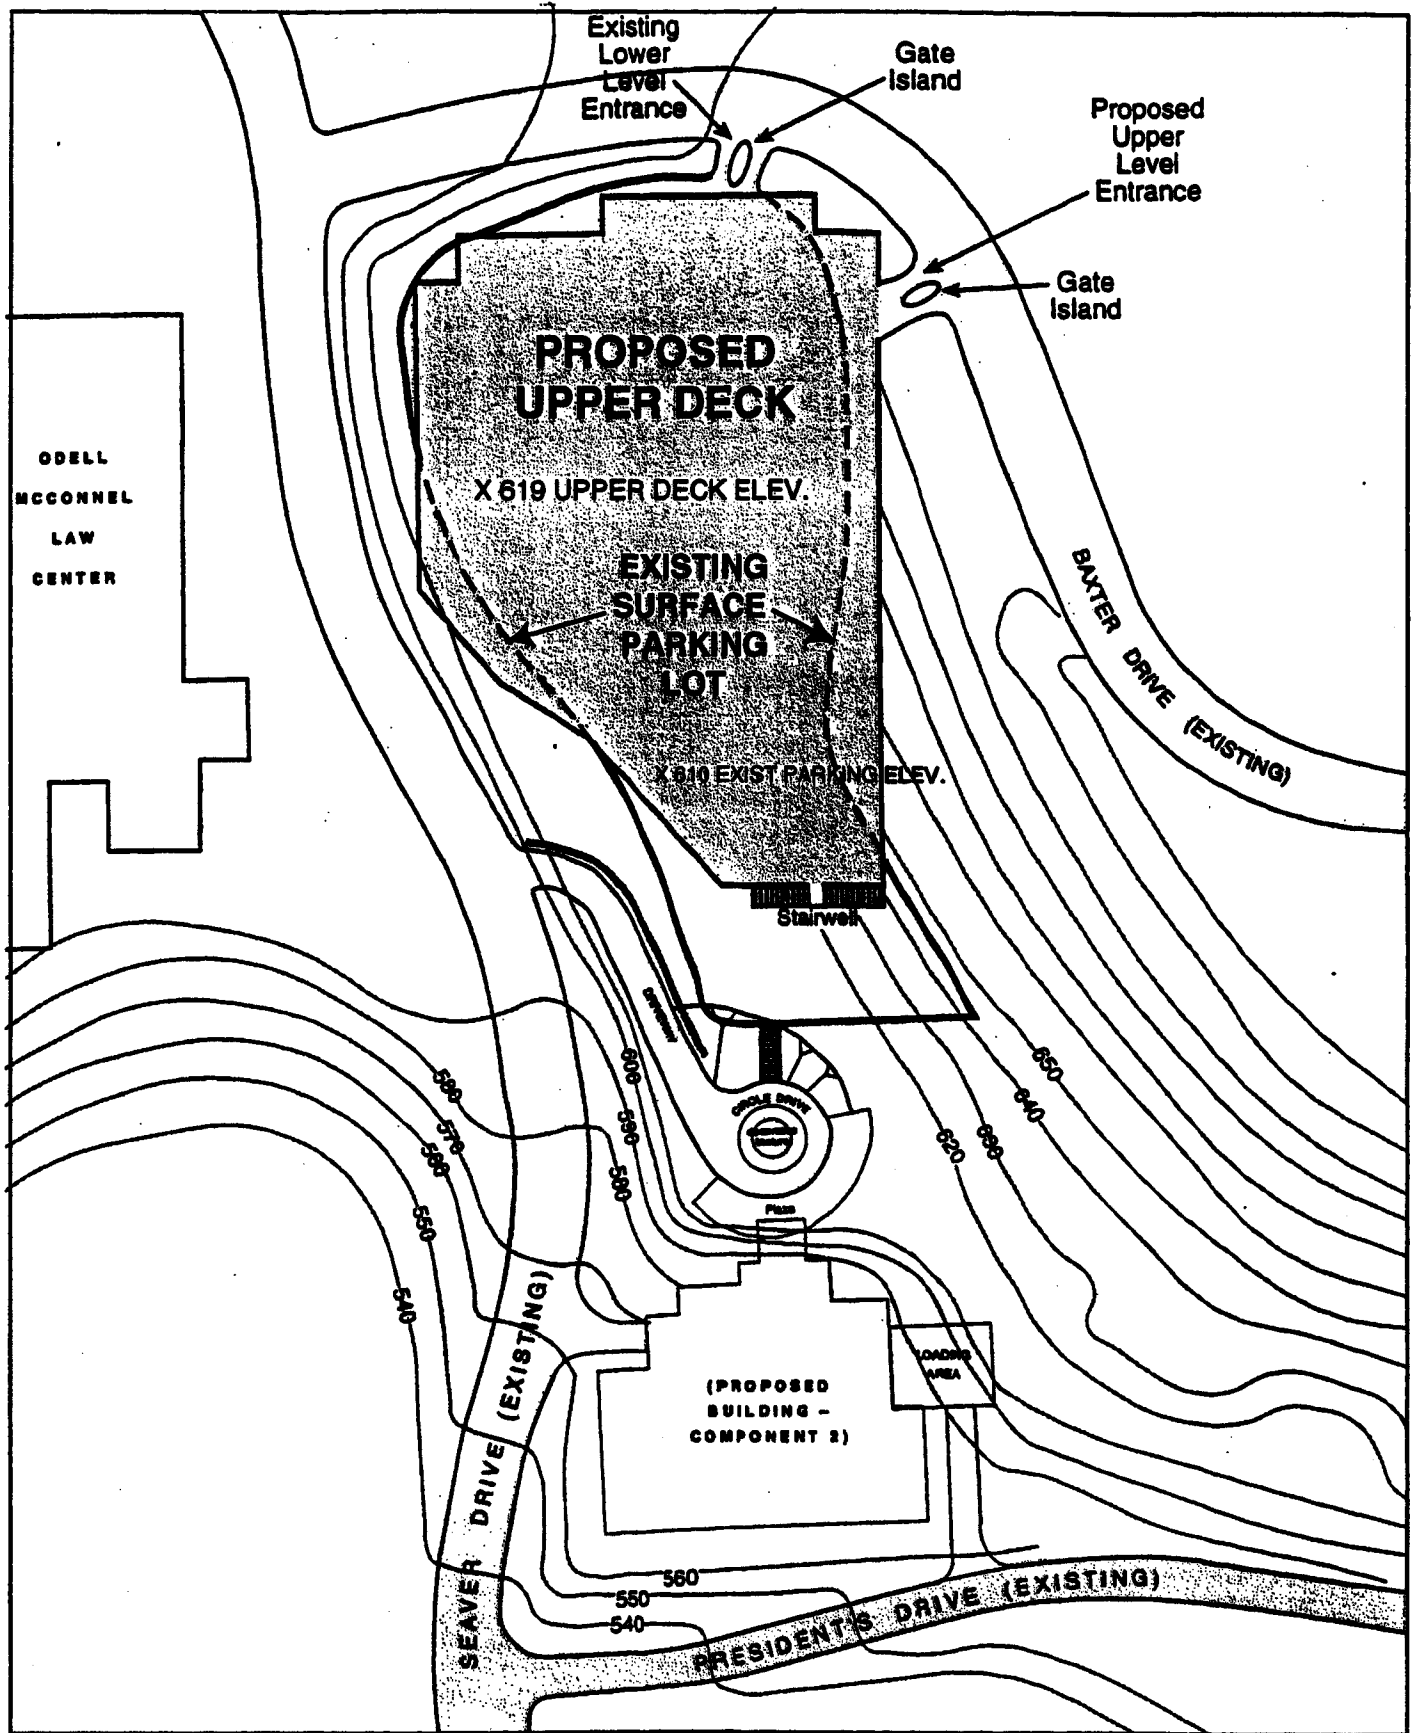 Existing
Lower
Level
Entrance
Gate
Island
Proposed
Upper
Level
Entrance
Gate
Island
PROPOSED
UPPER DECK
X 619 UPPER DECK ELEV.
ODELL
MCCONNEL
LAW
CENTER
EXISTING
SURFACE
PARKING
LOT
BAXTER DRIVE (EXISTING)
X 610 EXIST PARKING ELEV.
Stairwell
DRIVEWAY
650
640
630
620
600
590
580
580
570
560
550
540
CIRCLE DRIVE
Plaza
LOADING
AREA
(PROPOSED
BUILDING –
COMPONENT 2)
SEAVER DRIVE (EXISTING)
560
550
540
PRESIDENT'S DRIVE (EXISTING)